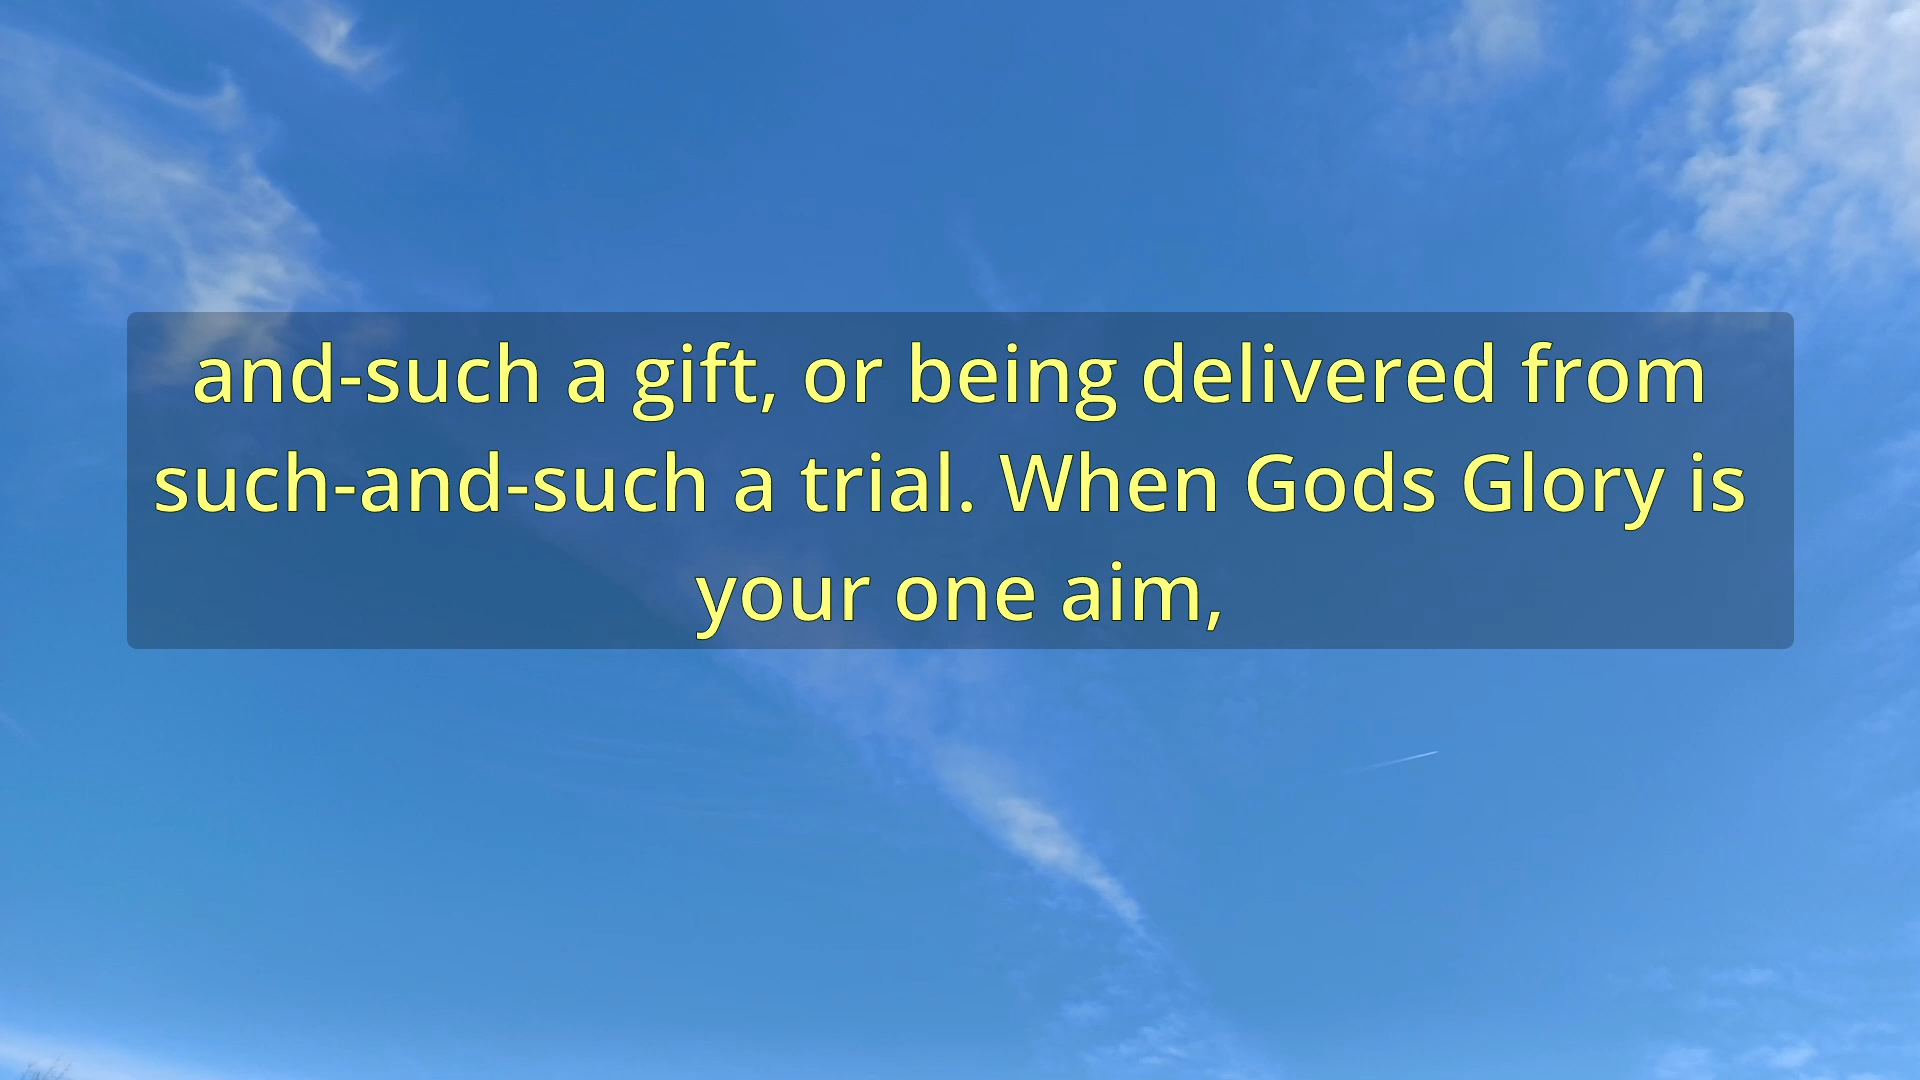 and-such a gift, or being delivered from
such-and-such a trial. When Gods Glory is
your one aim,